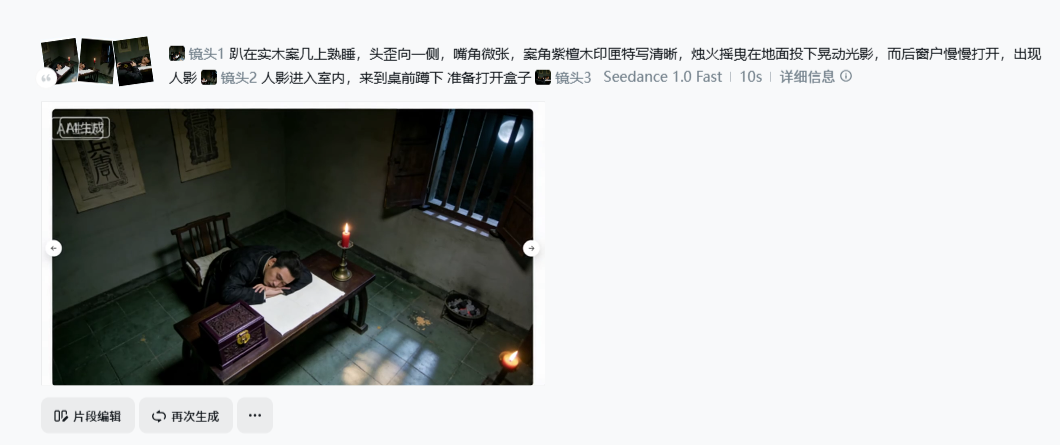 镜头1 趴在实木案几上熟睡，头歪向一侧，嘴角微张，案角紫檀木印匣特写清晰，烛火摇曳在地面投下晃动光影，而后窗户慢慢打开，出现
人影 镜头2 人影进入室内，来到桌前蹲下 准备打开盒子 镜头3 Seedance 1.0 Fast | 10s | 详细信息
AI生成
片段编辑 再次生成 ···